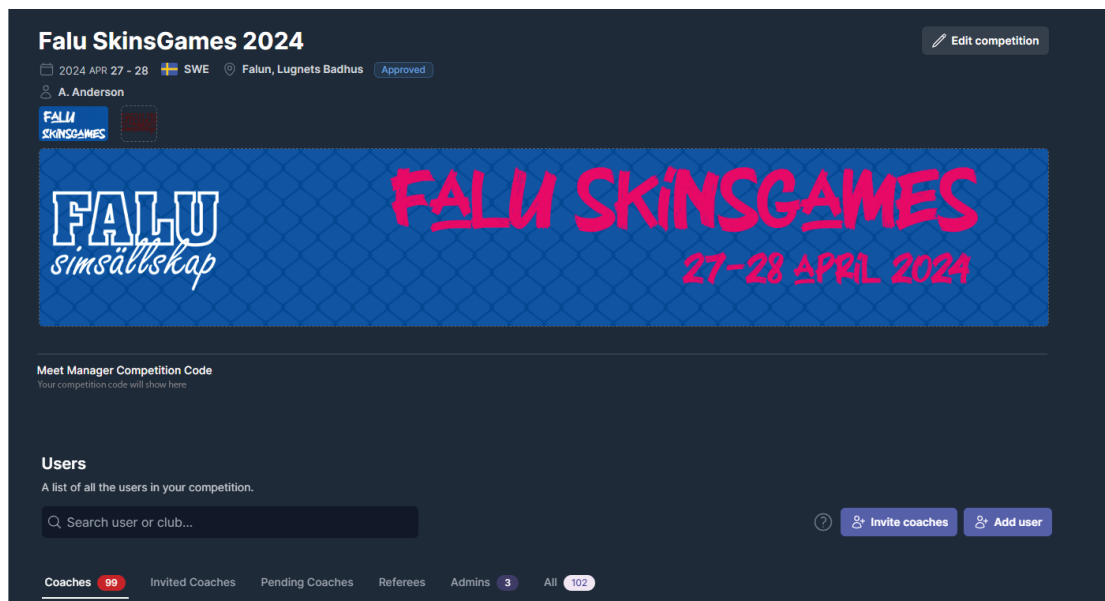 Falu SkinsGames 2024
Edit competition
2024 APR 27 - 28 SWE Falun, Lugnets Badhus Approved
A. Anderson
FALU
SKiNSGAMES
FALU
simsällskap
FALU SKiNSGAMES
27-28 APRiL 2024
Meet Manager Competition Code
Your competition code will show here
Users
A list of all the users in your competition.
Search user or club...
? Invite coaches Add user
Coaches 99 Invited Coaches Pending Coaches Referees Admins 3 All 102